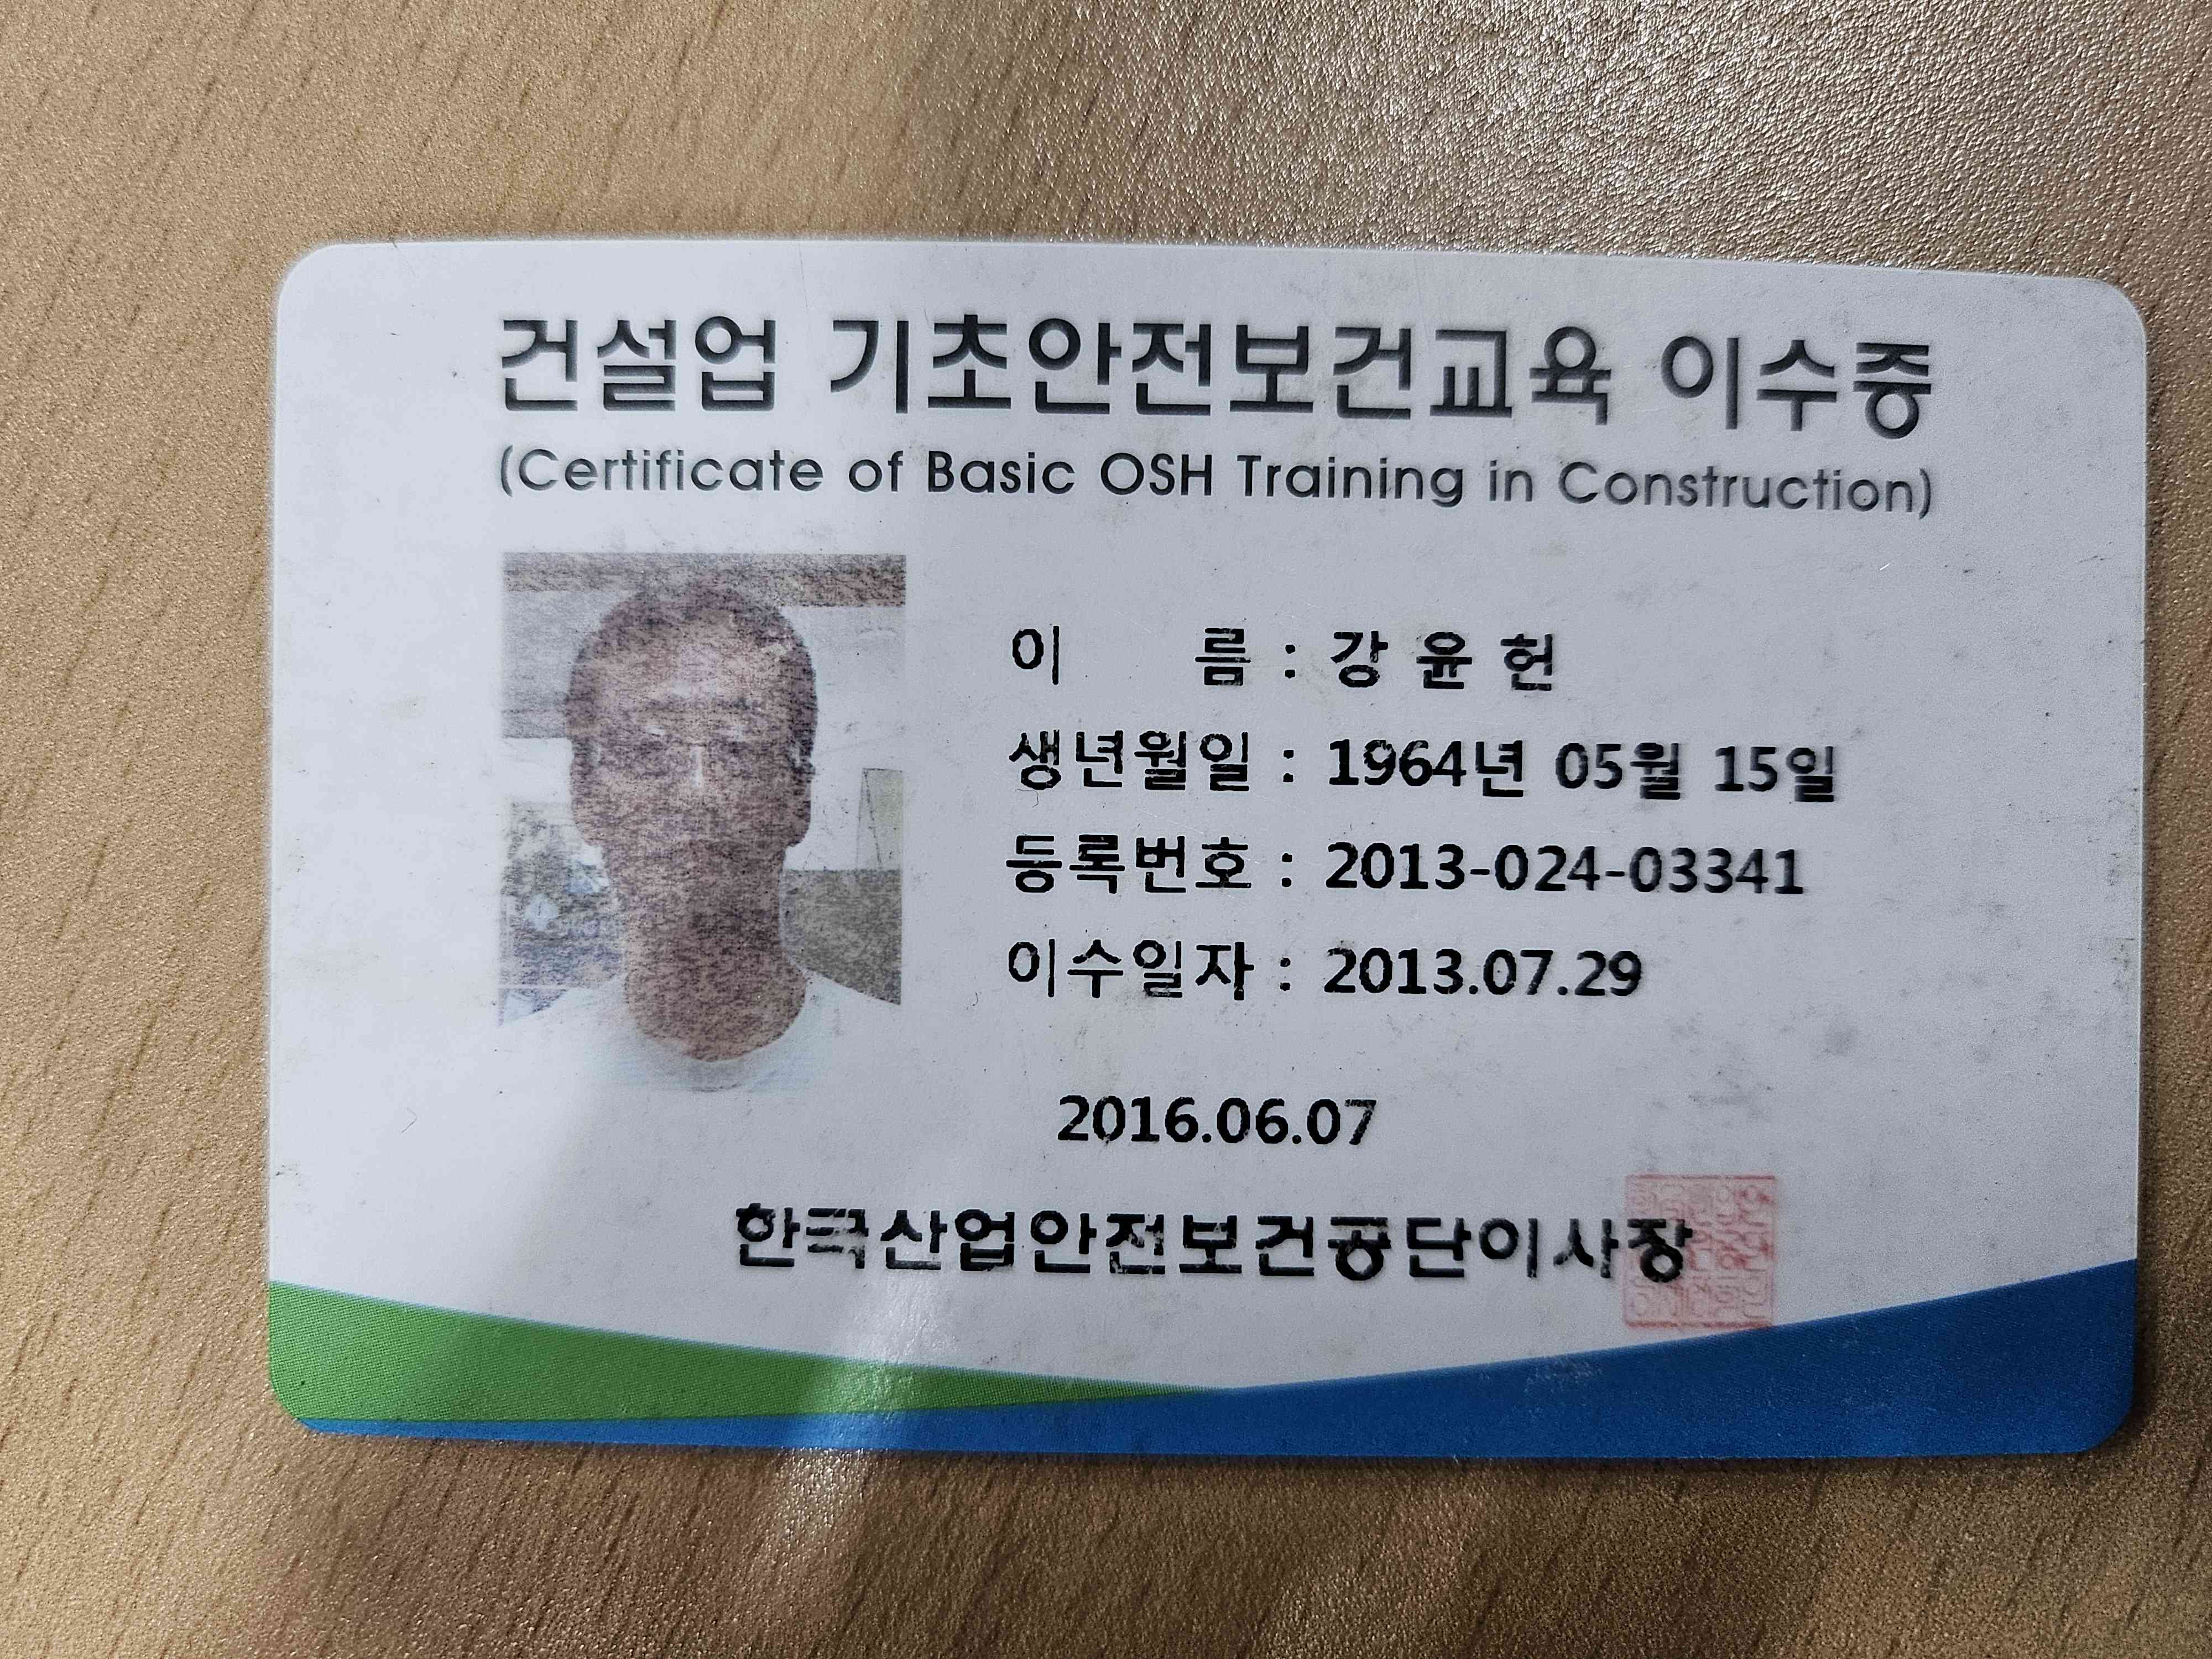 건설업 기초안전보건교육 이수증
(Certificate of Basic OSH Training in Construction)
이 름 : 강 윤 헌
생년월일 : 1964년 05월 15일
등록번호 : 2013-024-03341
이수일자 : 2013.07.29
2016.06.07
한국산업안전보건공단이사장